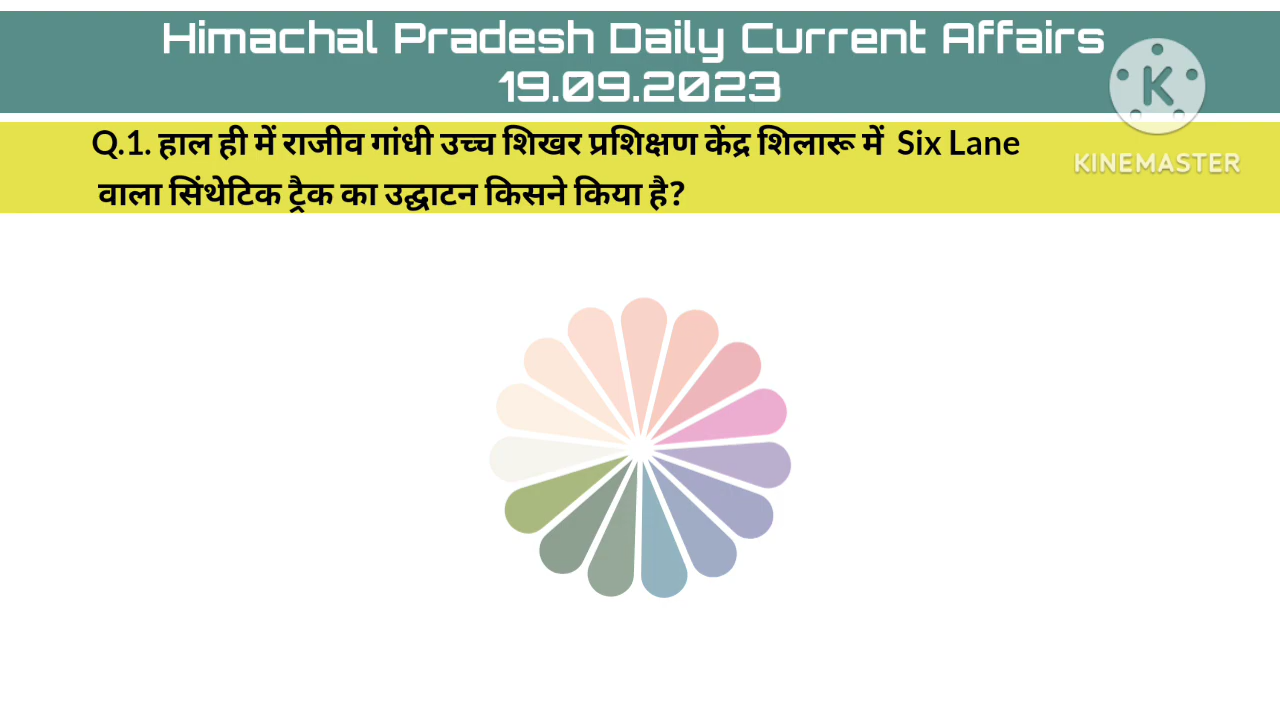 Himachal Pradesh Daily Current Affairs
19.09.2023
Q.1. हाल ही में राजीव गांधी उच्च शिखर प्रशिक्षण केंद्र शिलारू में Six Lane
वाला सिंथेटिक ट्रैक का उद्घाटन किसने किया है?
K
KINEMASTER